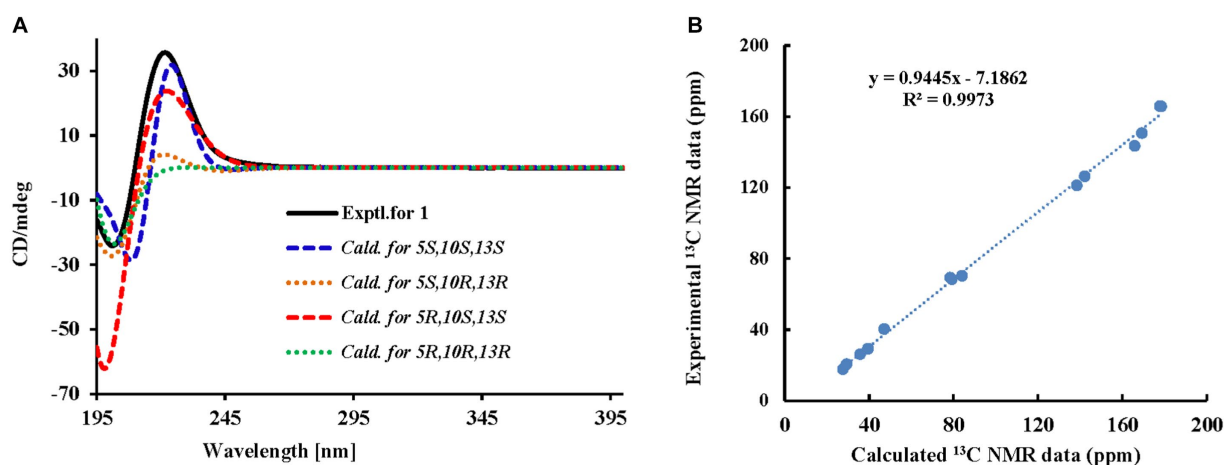 A
CD/mdeg
30
10
-10
-30
-50
-70
195
245
295
345
395
Wavelength [nm]
Exptl.for 1
Cald. for 5S,10S,13S
Cald. for 5S,10R,13R
Cald. for 5R,10S,13S
Cald. for 5R,10R,13R
B
Experimental ¹³C NMR data (ppm)
200
160
120
80
40
0
0
40
80
120
160
200
Calculated ¹³C NMR data (ppm)
y = 0.9445x - 7.1862
R² = 0.9973